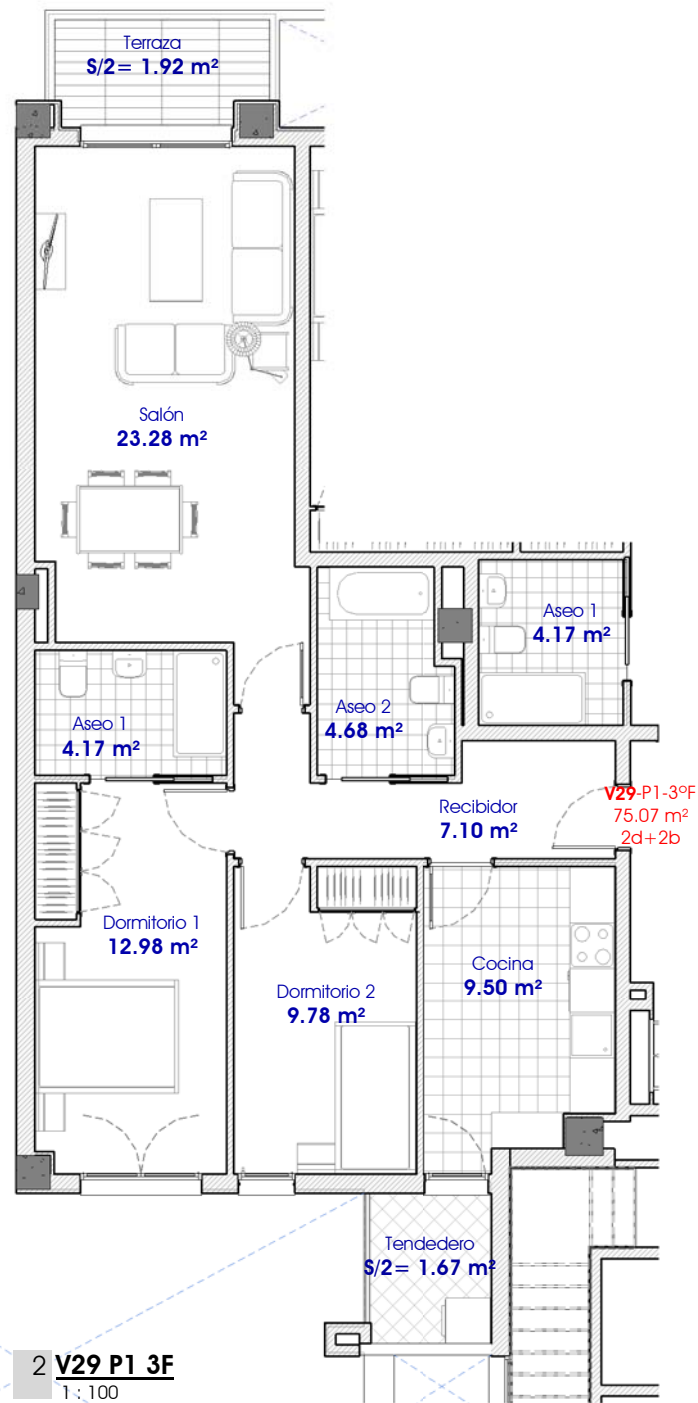 Terraza
S/2= 1.92 m²
Salón
23.28 m²
Aseo 1
4.17 m²
Aseo 2
4.68 m²
Aseo 1
4.17 m²
Recibidor
7.10 m²
V29-P1-3ºF
75.07 m²
2d+2b
Dormitorio 1
12.98 m²
Dormitorio 2
9.78 m²
Cocina
9.50 m²
Tendedero
S/2= 1.67 m²
2 V29 P1 3F
1 : 100